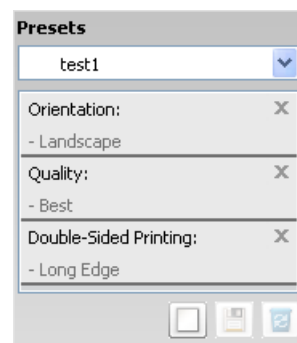 Presets
test1
Orientation:
- Landscape
Quality:
- Best
Double-Sided Printing:
- Long Edge